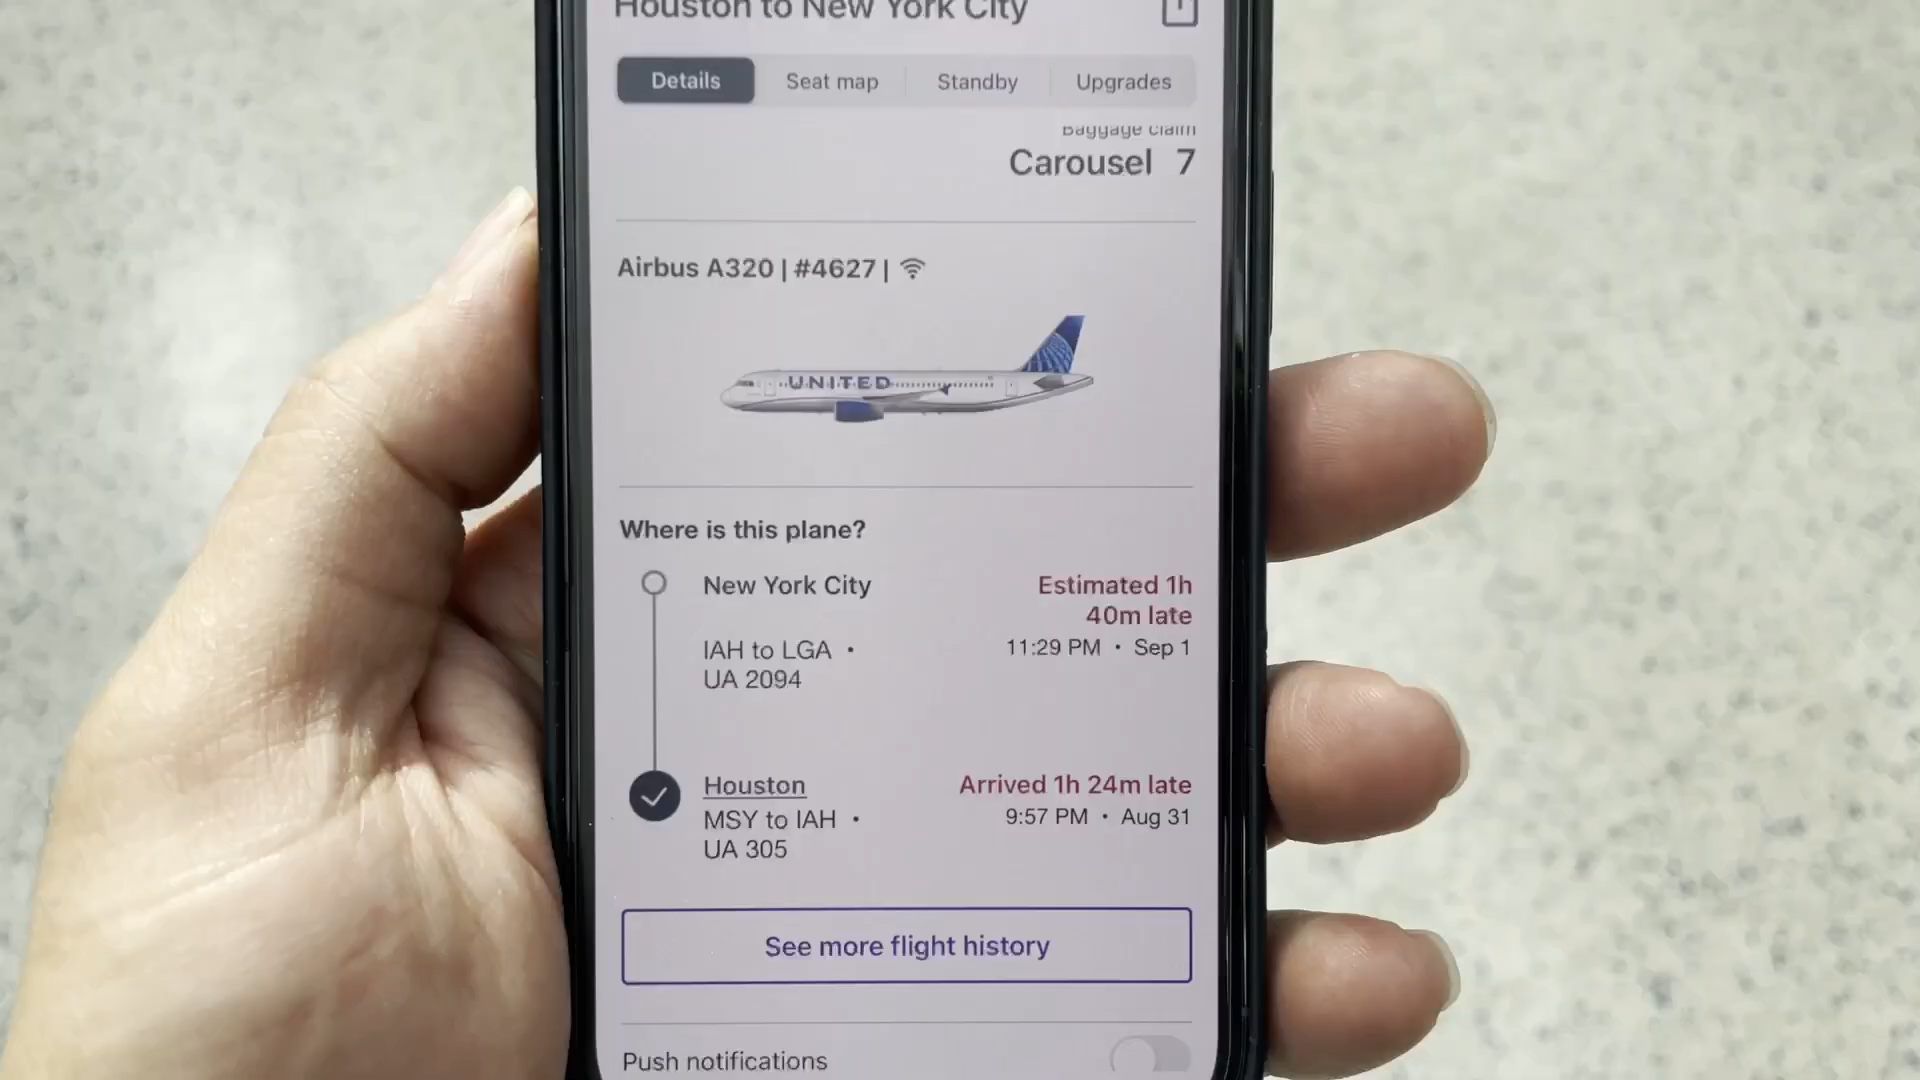 Houston to New York City
Details
Seat map
Standby
Upgrades
Baggage claim
Carousel 7
Airbus A320 | #4627 |
UNITED
Where is this plane?
New York City
Estimated 1h
40m late
IAH to LGA •
11:29 PM • Sep 1
UA 2094
Houston
Arrived 1h 24m late
MSY to IAH •
9:57 PM • Aug 31
UA 305
See more flight history
Push notifications